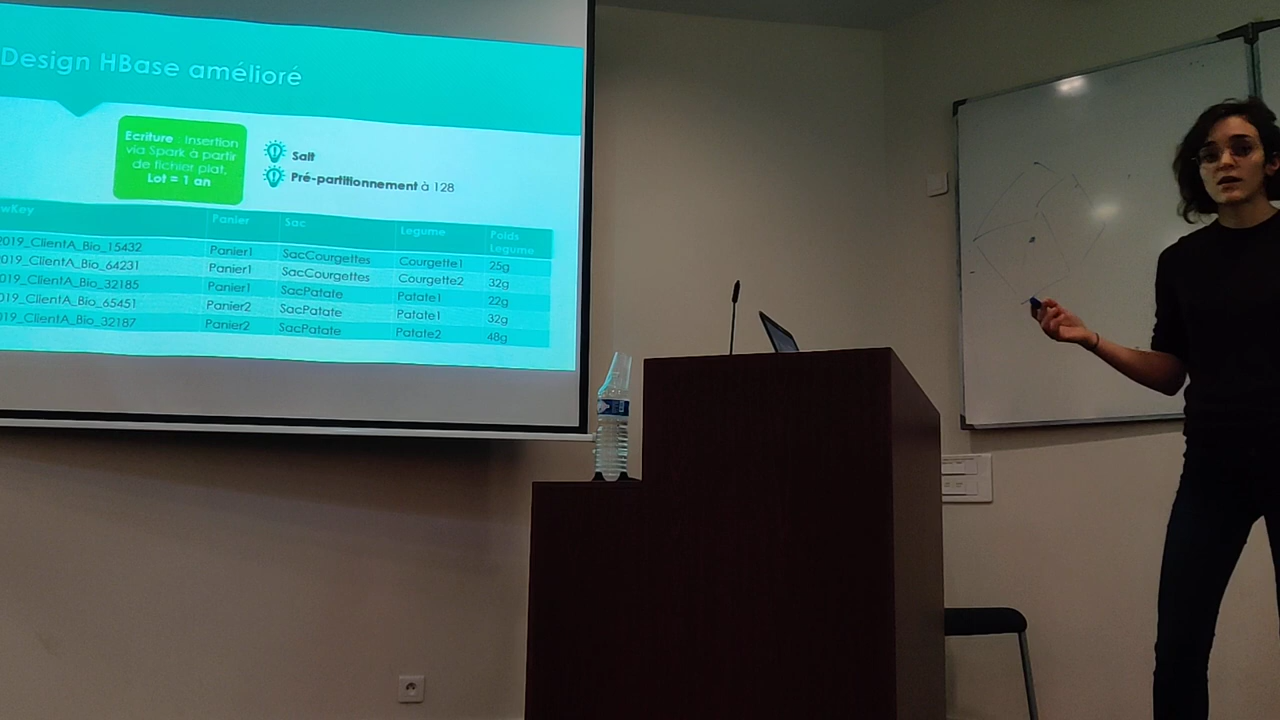 Design HBase amélioré
Ecriture : Insertion
via Spark à partir
de fichier plat.
Lot = 1 an
Salt
Pré-partitionnement à 128
wKey Panier Sac Legume Poids Legume
2019_ClientA_Bio_15432 Panier1 SacCourgettes Courgette1 25g
019_ClientA_Bio_64231 Panier1 SacCourgettes Courgette2 32g
019_ClientA_Bio_32185 Panier1 SacPatate Patate1 22g
019_ClientA_Bio_65451 Panier2 SacPatate Patate1 32g
019_ClientA_Bio_32187 Panier2 SacPatate Patate2 48g